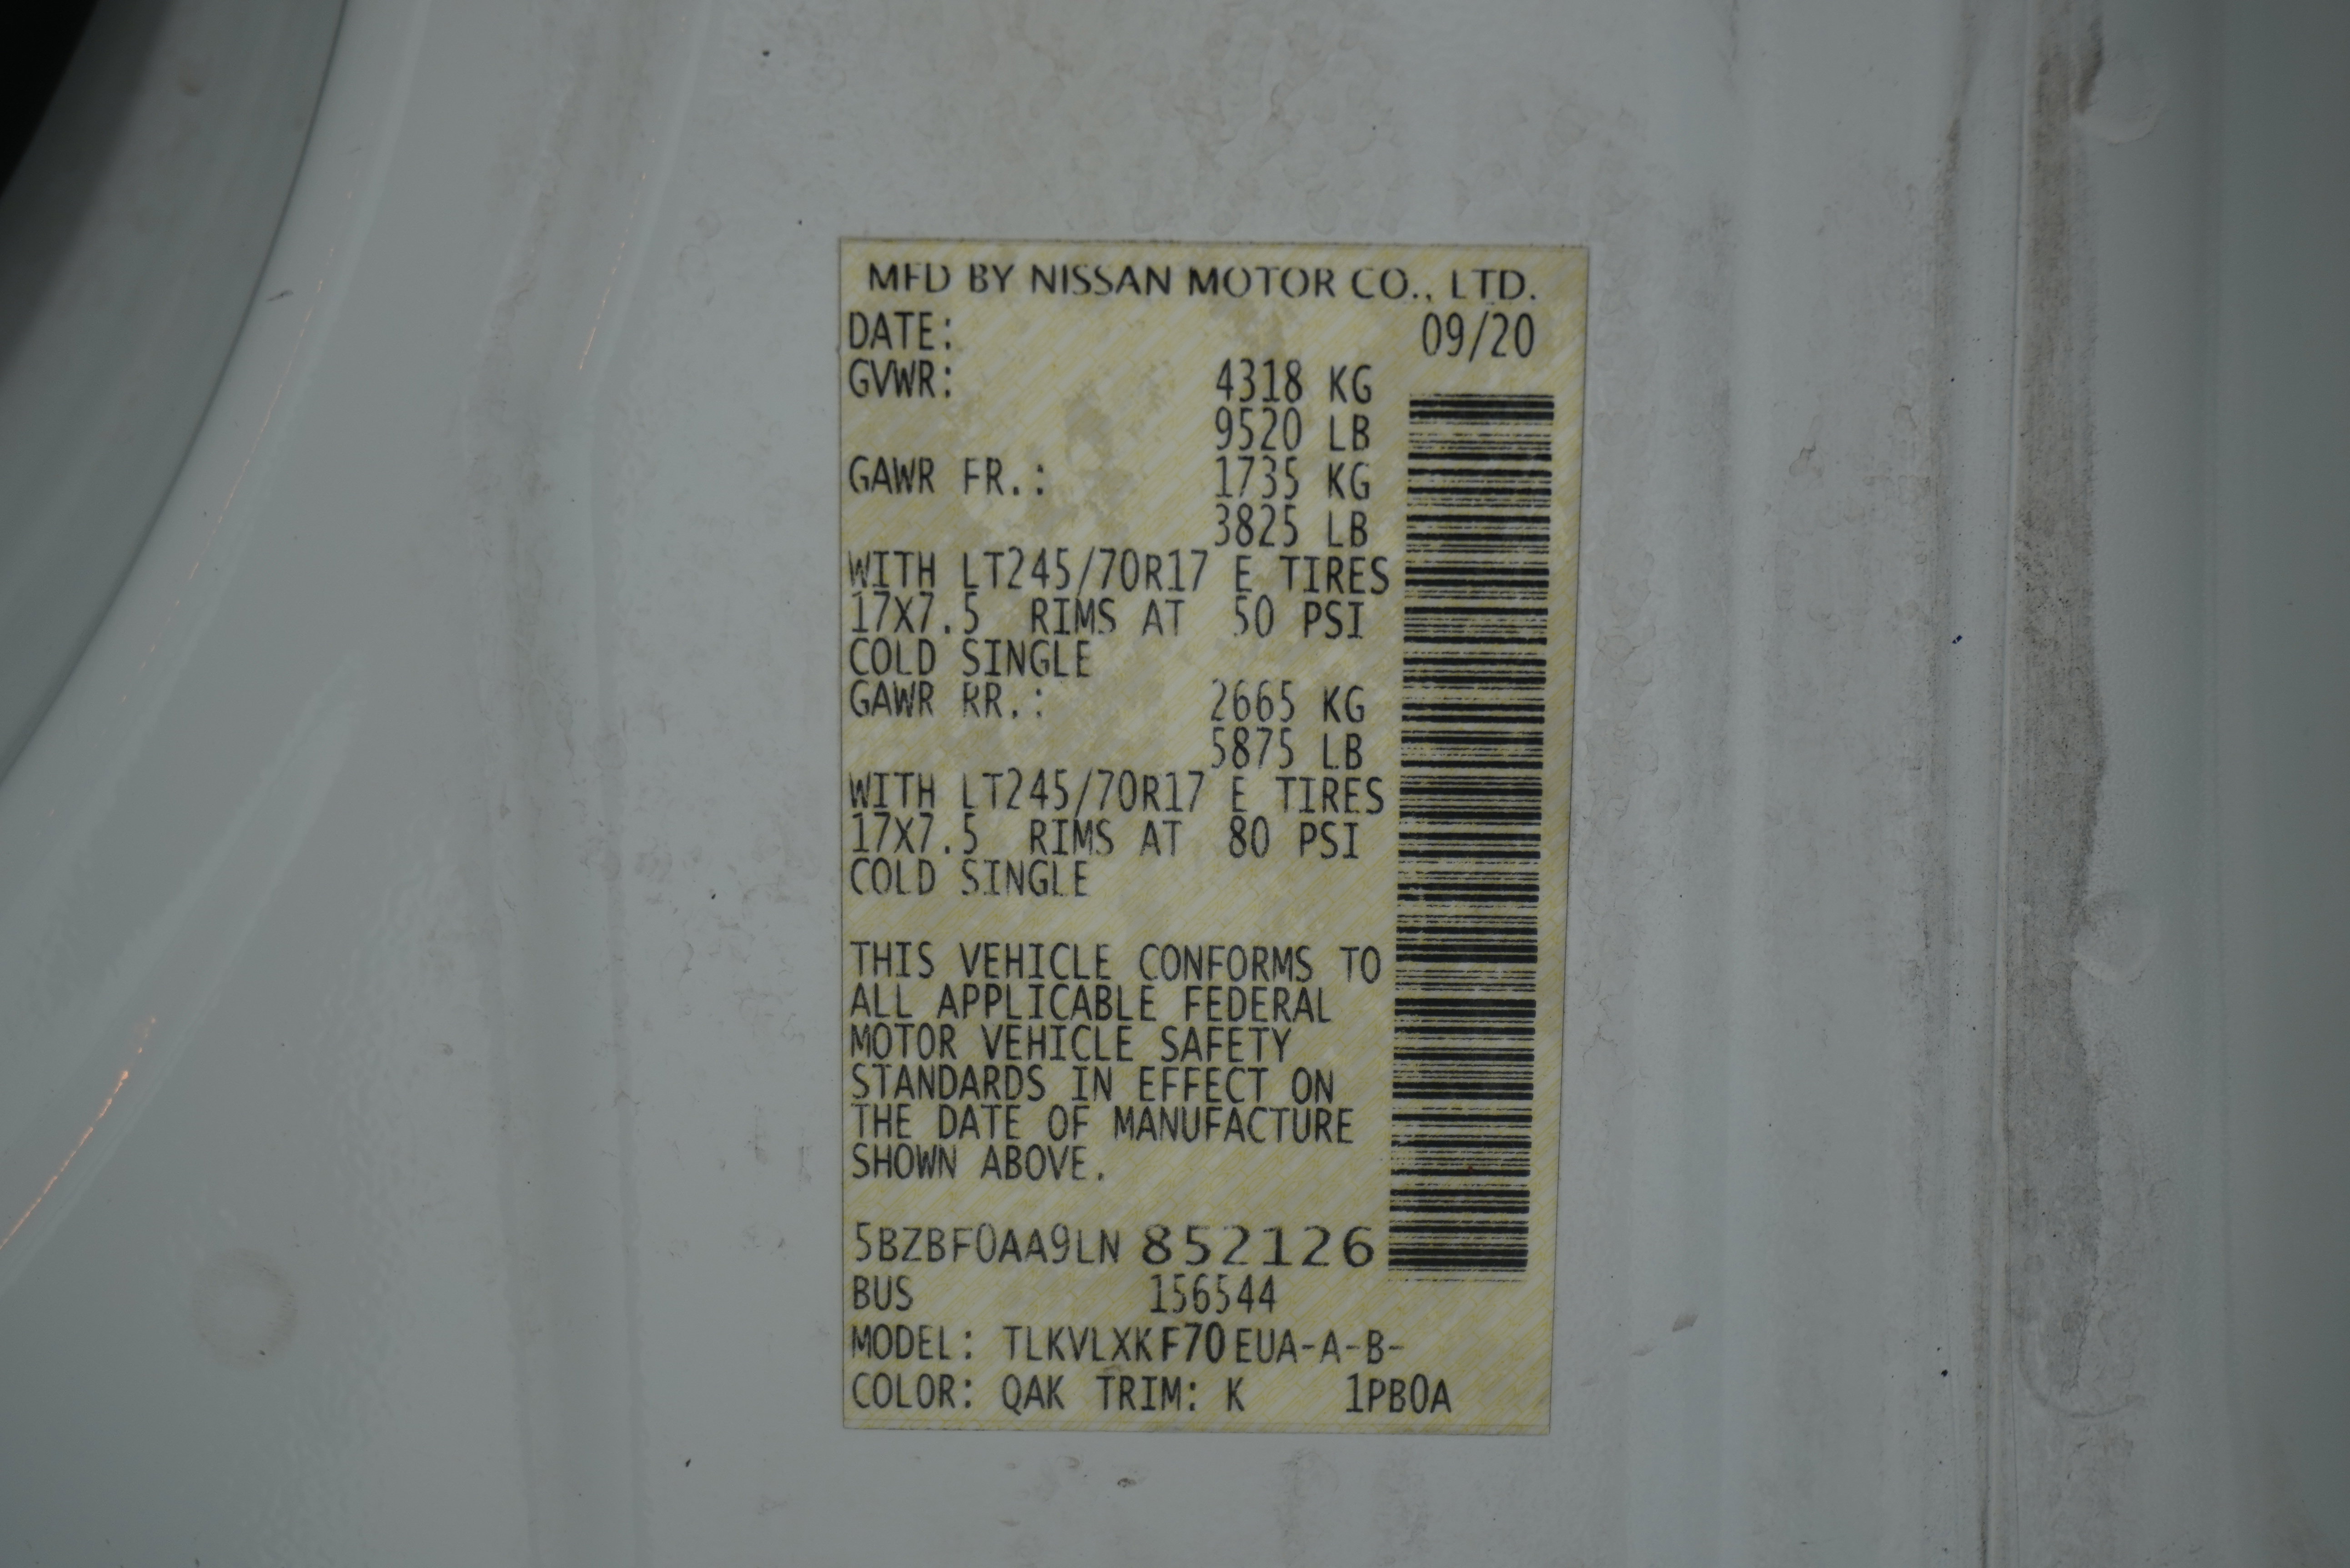 MFD BY NISSAN MOTOR CO., LTD.
DATE: 09/20
GVWR: 4318 KG
9520 LB
GAWR FR.: 1735 KG
3825 LB
WITH LT245/70R17 E TIRES
17X7.5 RIMS AT 50 PSI
COLD SINGLE
GAWR RR.: 2665 KG
5875 LB
WITH LT245/70R17 E TIRES
17X7.5 RIMS AT 80 PSI
COLD SINGLE
THIS VEHICLE CONFORMS TO
ALL APPLICABLE FEDERAL
MOTOR VEHICLE SAFETY
STANDARDS IN EFFECT ON
THE DATE OF MANUFACTURE
SHOWN ABOVE.
5BZBF0AA9LN 852126
BUS 156544
MODEL: TLKVLXKF70EUA-A-B-
COLOR: QAK TRIM: K 1PB0A